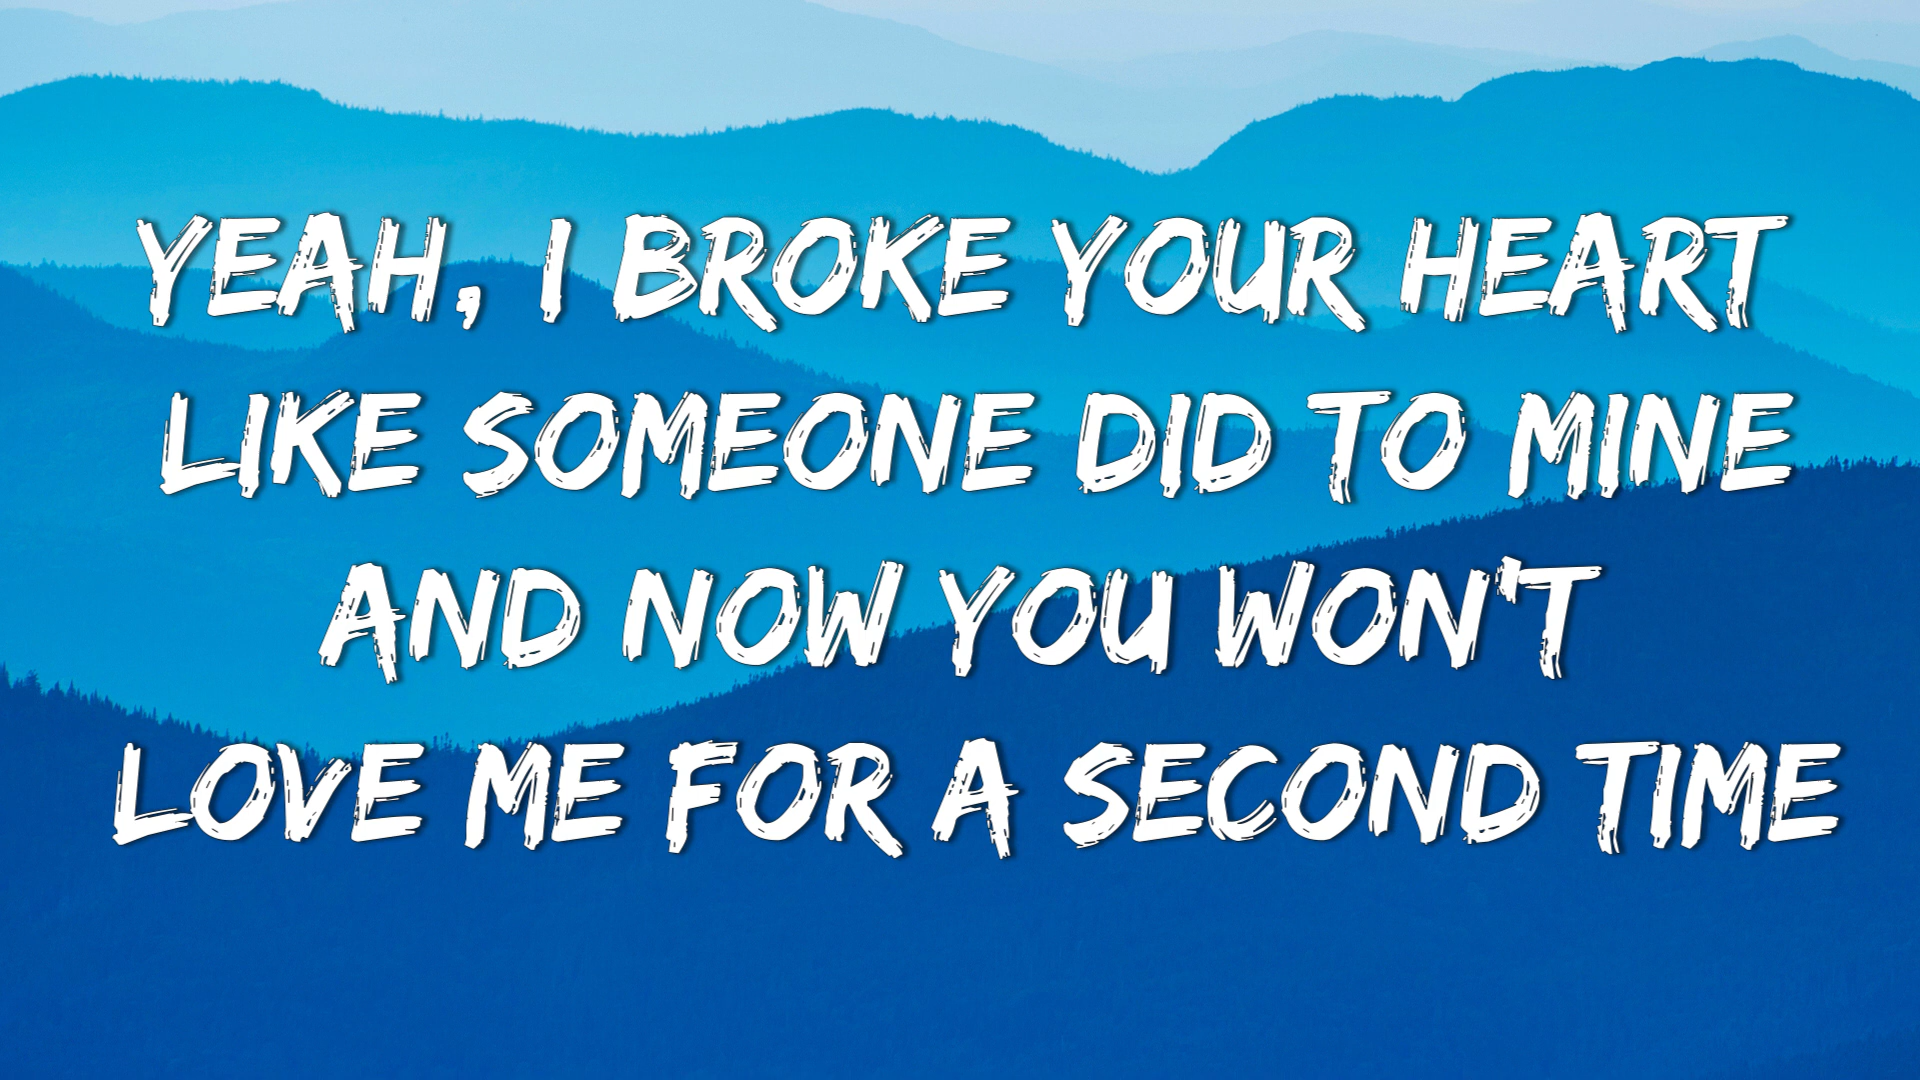 YEAH, I BROKE YOUR HEART
LIKE SOMEONE DID TO MINE
AND NOW YOU WON'T
LOVE ME FOR A SECOND TIME